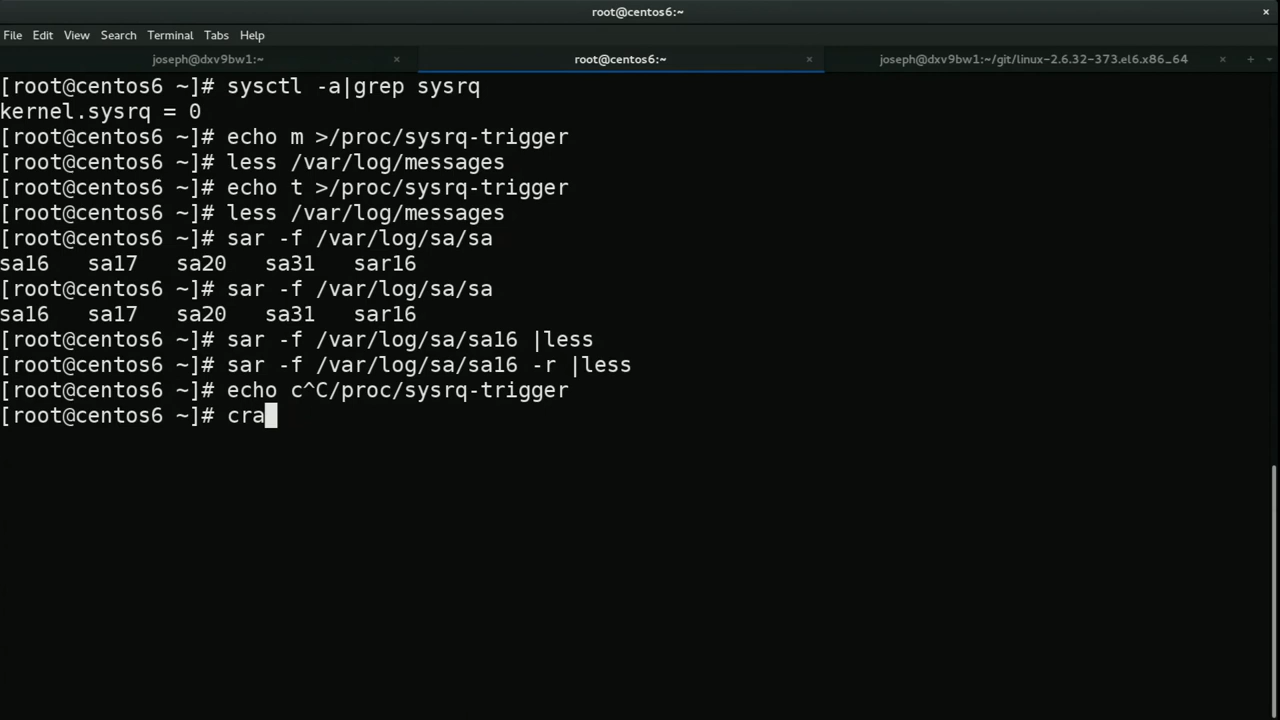 root@centos6:~
File Edit View Search Terminal Tabs Help
joseph@dxv9bw1:~ × root@centos6:~ × joseph@dxv9bw1:~/git/linux-2.6.32-373.el6.x86_64 ×
[root@centos6 ~]# sysctl -a|grep sysrq
kernel.sysrq = 0
[root@centos6 ~]# echo m >/proc/sysrq-trigger
[root@centos6 ~]# less /var/log/messages
[root@centos6 ~]# echo t >/proc/sysrq-trigger
[root@centos6 ~]# less /var/log/messages
[root@centos6 ~]# sar -f /var/log/sa/sa
sa16 sa17 sa20 sa31 sar16
[root@centos6 ~]# sar -f /var/log/sa/sa
sa16 sa17 sa20 sa31 sar16
[root@centos6 ~]# sar -f /var/log/sa/sa16 |less
[root@centos6 ~]# sar -f /var/log/sa/sa16 -r |less
[root@centos6 ~]# echo c^C/proc/sysrq-trigger
[root@centos6 ~]# cra